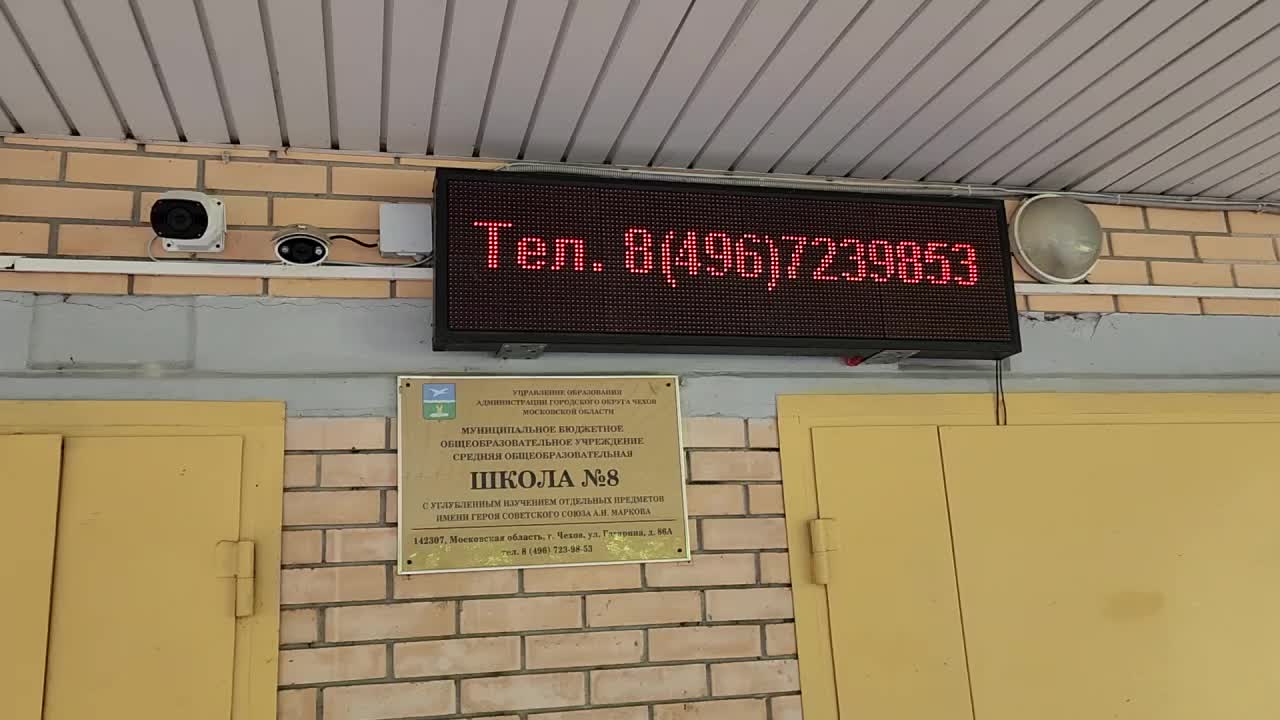 Тел. 8(496)7239853
УПРАВЛЕНИЕ ОБРАЗОВАНИЯ
АДМИНИСТРАЦИИ ГОРОДСКОГО ОКРУГА ЧЕХОВ
МОСКОВСКОЙ ОБЛАСТИ
МУНИЦИПАЛЬНОЕ БЮДЖЕТНОЕ
ОБЩЕОБРАЗОВАТЕЛЬНОЕ УЧРЕЖДЕНИЕ
СРЕДНЯЯ ОБЩЕОБРАЗОВАТЕЛЬНАЯ
ШКОЛА №8
С УГЛУБЛЕННЫМ ИЗУЧЕНИЕМ ОТДЕЛЬНЫХ ПРЕДМЕТОВ
ИМЕНИ ГЕРОЯ СОВЕТСКОГО СОЮЗА А.И. МАРКОВА
142307, Московская область, г. Чехов, ул. Гагарина, д. 86А
тел. 8 (496) 723-98-53